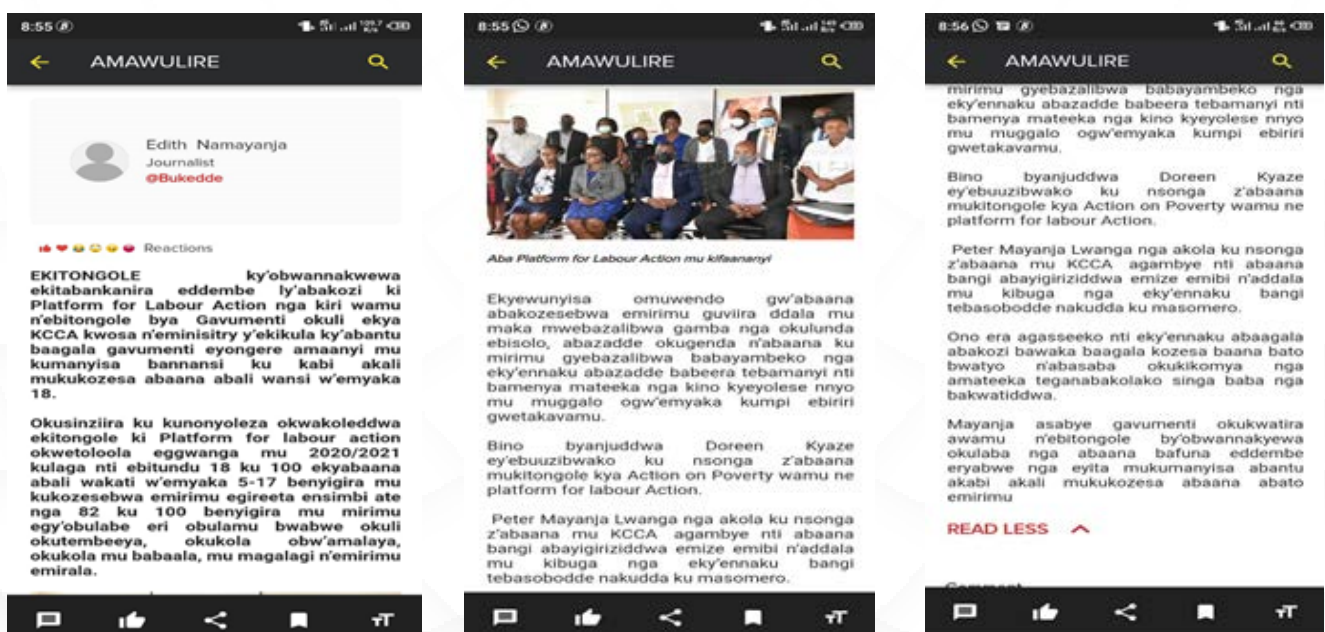 8:55
AMAWULIRE
Edith Namayanja
Journalist
@Bukedde
Reactions
EKITONGOLE ky'obwannakwewa
ekitabankanira eddembe ly'abakozi ki
Platform for Labour Action nga kiri wamu
n'ebitongole bya Gavumenti okuli ekya
KCCA kwosa n'eminisitry y'ekikula ky'abantu
baagala gavumenti eyongere amaanyi mu
kumanyisa bannansi ku kabi akali
mukukozesa abaana abali wansi w'emyaka
18.
Okusinziira ku kunonyoleza okwakoleddwa
ekitongole ki Platform for labour action
okwetoloola eggwanga mu 2020/2021
kulaga nti ebitundu 18 ku 100 ekyabaana
abali wakati w'emyaka 5-17 benyigira mu
kukozesebwa emirimu egireeta ensimbi ate
nga 82 ku 100 benyigira mu mirimu
egy'obulabe eri obulamu bwabwe okuli
okutembeeya, okukola obw'amalaya,
okukola mu babaala, mu magalagi n'emirimu
emirala.
8:55
AMAWULIRE
Aba Platform for Labour Action mu kifaananyi
Ekyewunyisa omuwendo gw'abaana
abakozesebwa emirimu guviira ddala mu
maka mwebazalibwa gamba nga okulunda
ebisolo, abazadde okugenda n'abaana ku
mirimu gyebazalibwa babayambeko nga
eky'ennaku abazadde babeera tebamanyi nti
bamenya mateeka nga kino kyeyolese nnyo
mu muggalo ogw'emyaka kumpi ebiriri
gwetakavamu.
Bino byanjuddwa Doreen Kyaze
ey'ebuuzibwako ku nsonga z'abaana
mukitongole kya Action on Poverty wamu ne
platform for labour Action.
Peter Mayanja Lwanga nga akola ku nsonga
z'abaana mu KCCA agambye nti abaana
bangi abayigiriziddwa emize emibi n'addala
mu kibuga nga eky'ennaku bangi
tebasobodde nakudda ku masomero.
8:56
AMAWULIRE
mirimu gyebazalibwa babayambeko nga
eky'ennaku abazadde babeera tebamanyi nti
bamenya mateeka nga kino kyeyolese nnyo
mu muggalo ogw'emyaka kumpi ebiriri
gwetakavamu.
Bino byanjuddwa Doreen Kyaze
ey'ebuuzibwako ku nsonga z'abaana
mukitongole kya Action on Poverty wamu ne
platform for labour Action.
Peter Mayanja Lwanga nga akola ku nsonga
z'abaana mu KCCA agambye nti abaana
bangi abayigiriziddwa emize emibi n'addala
mu kibuga nga eky'ennaku bangi
tebasobodde nakudda ku masomero.
Ono era agasseeko nti eky'ennaku abaagala
abakozi bawaka baagala kozesa baana bato
bwatyo n'abasaba okukikomya nga
amateeka teganabakolako singa baba nga
bakwatiddwa.
Mayanja asabye gavumenti okukwatira
awamu n'ebitongole by'obwannakyewa
okulaba nga abaana bafuna eddembe
eryabwe nga eyita mukumanyisa abantu
akabi akali mukukozesa abaana abato
emirimu
READ LESS